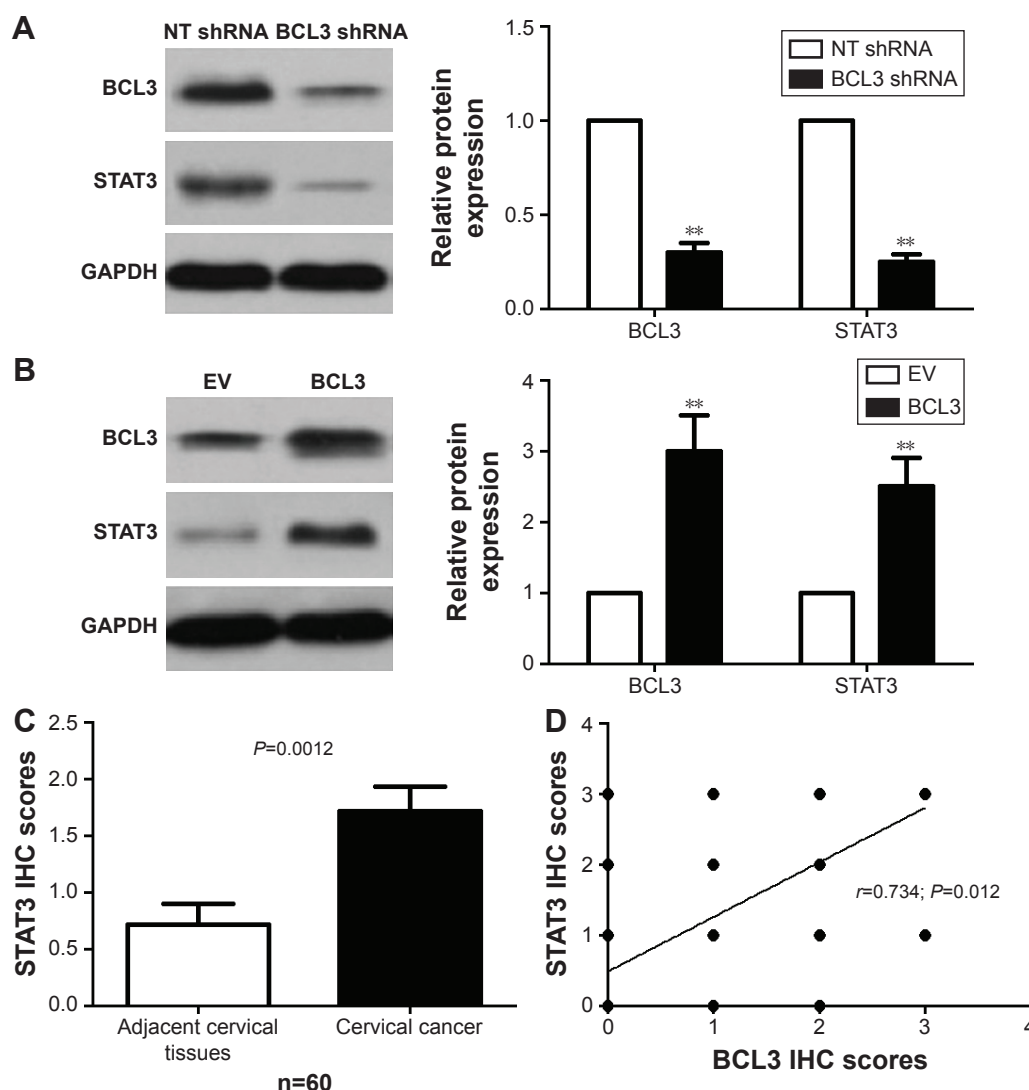 A
NT shRNA BCL3 shRNA
BCL3
STAT3
GAPDH
Relative protein
expression
1.5
1.0
0.5
0.0
NT shRNA
BCL3 shRNA
**
**
BCL3
STAT3
B
EV
BCL3
BCL3
STAT3
GAPDH
Relative protein
expression
4
3
2
1
0
EV
BCL3
**
**
BCL3
STAT3
C
STAT3 IHC scores
2.5
2.0
1.5
1.0
0.5
0.0
P=0.0012
Adjacent cervical
tissues
Cervical cancer
n=60
D
STAT3 IHC scores
4
3
2
1
0
r=0.734; P=0.012
0
1
2
3
4
BCL3 IHC scores